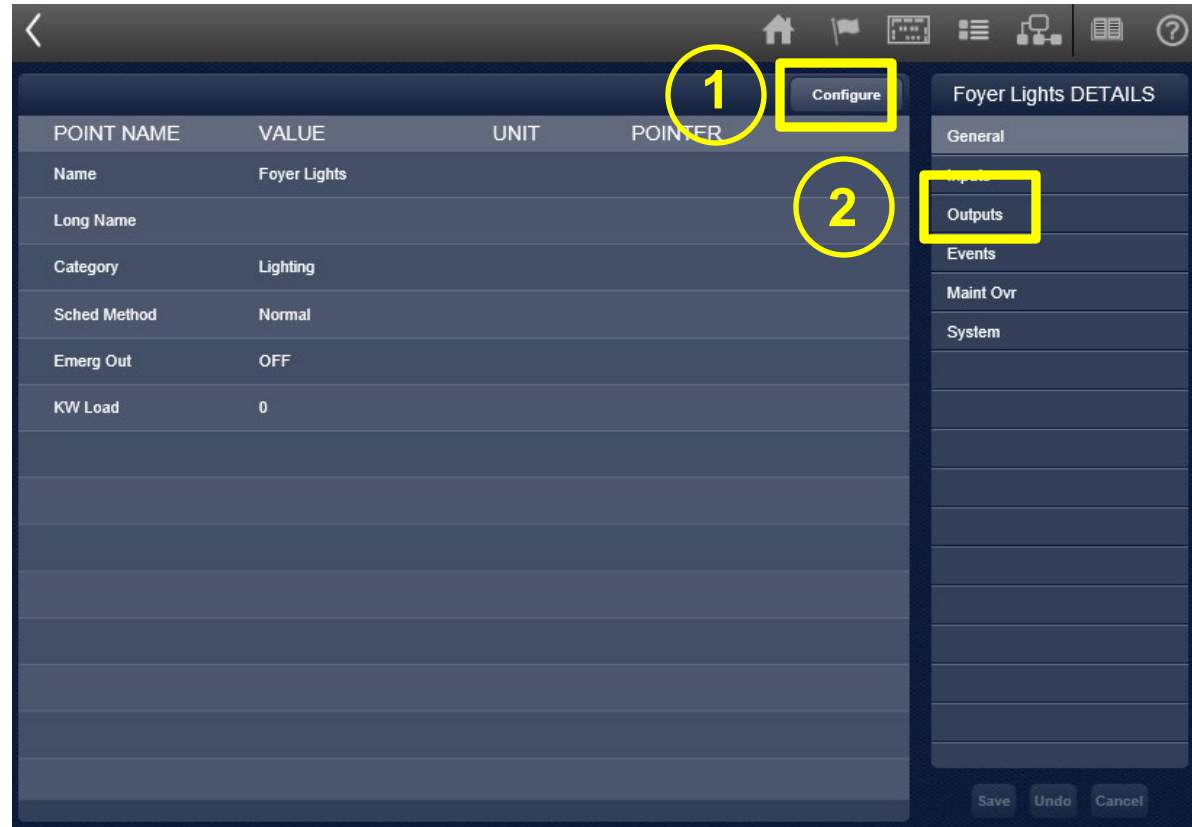 ?
1
Configure
Foyer Lights DETAILS
POINT NAME VALUE UNIT POINTER
General
Name Foyer Lights
Inputs
2
Long Name
Outputs
Category Lighting
Events
Maint Ovr
Sched Method Normal
System
Emerg Out OFF
KW Load 0
Save Undo Cancel